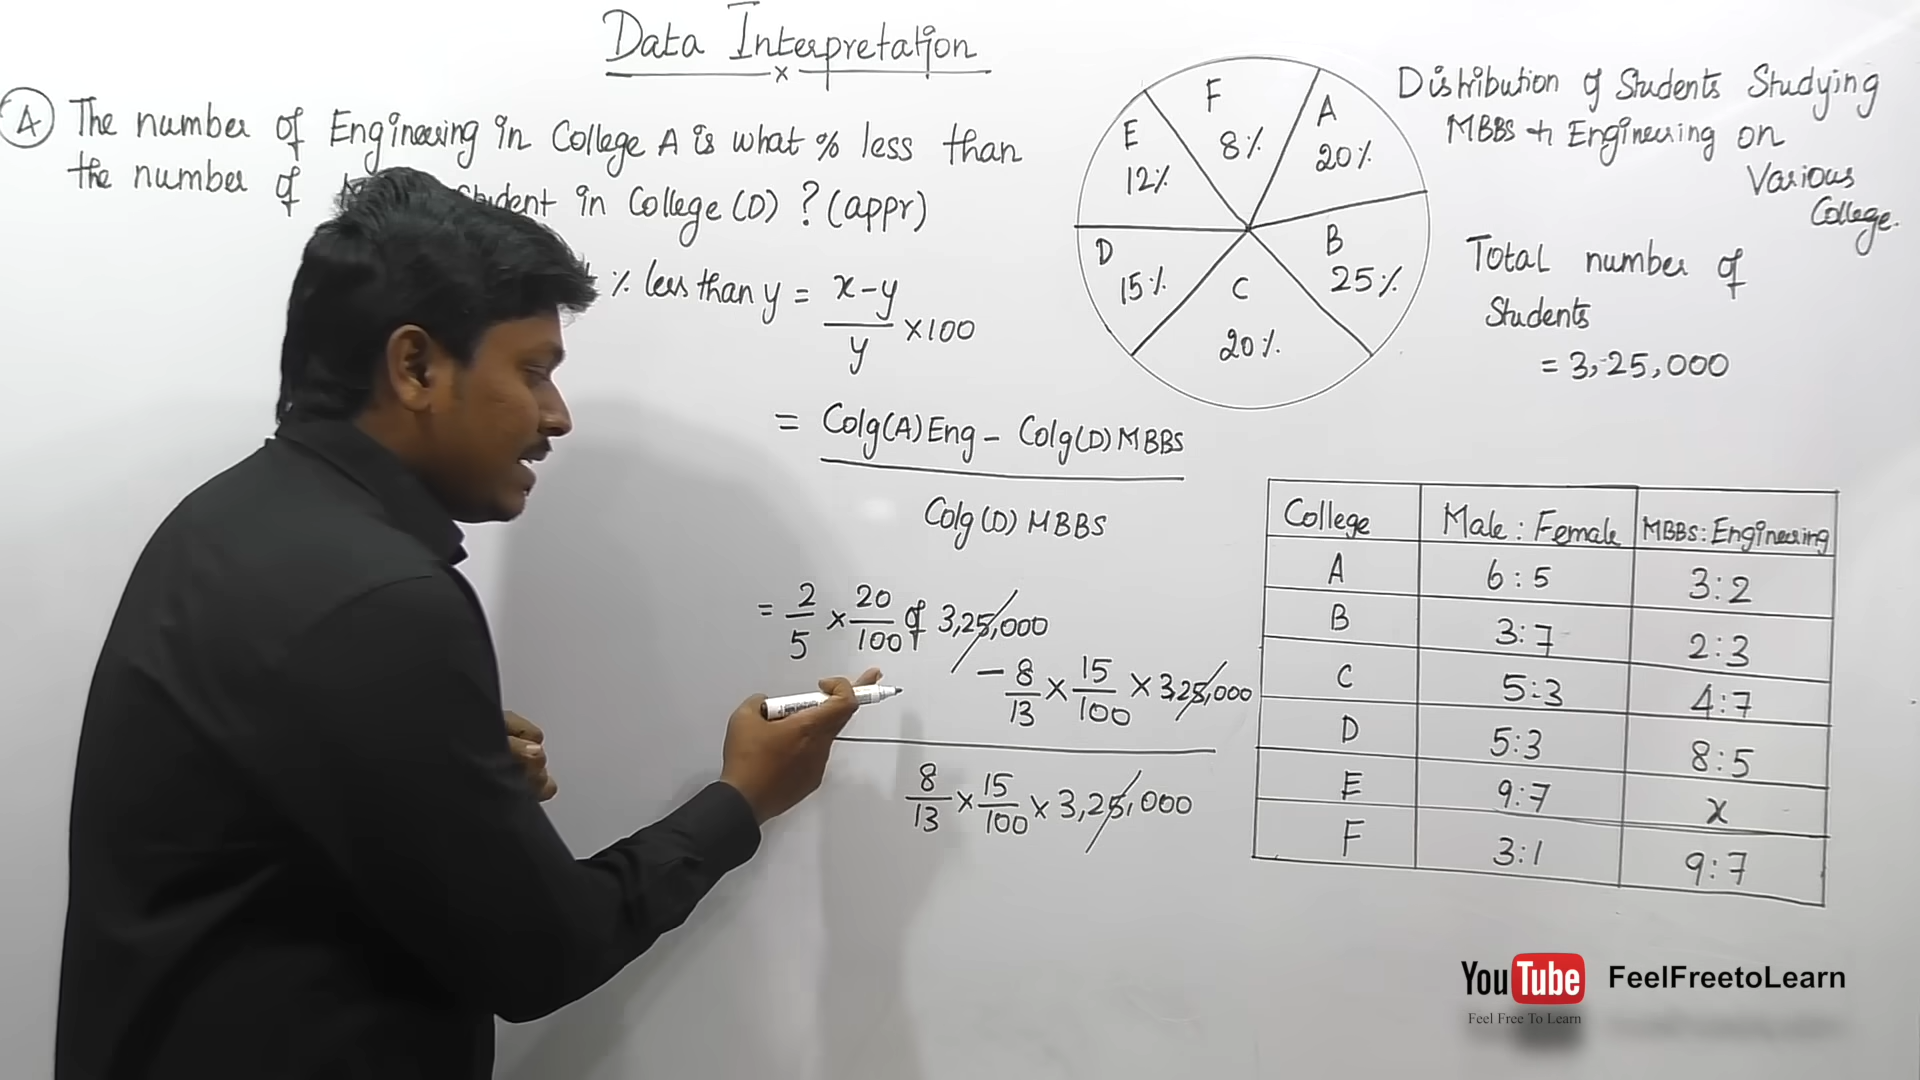 Data Interpretation
x
4 The number of Engineering in College A is what % less than
the number of student in College (D) ? (appr)
% less than y = x-y / y ×100
= Colg(A) Eng - Colg(D) MBBS
Colg (D) MBBS
= 2/5 × 20/100 of 3,25,000
- 8/13 × 15/100 × 3,25,000
8/13 × 15/100 × 3,25,000
F 8%
A 20%
E 12%
B 25%
D 15%
C 20%
Distribution of Students Studying
MBBS & Engineering on
Various
College.
Total number of
Students
= 3,25,000
College Male : Female MBBS : Engineering
A 6:5 3:2
B 3:7 2:3
C 5:3 4:7
D 5:3 8:5
E 9:7 x
F 3:1 9:7
YouTube FeelFreetoLearn
Feel Free To Learn